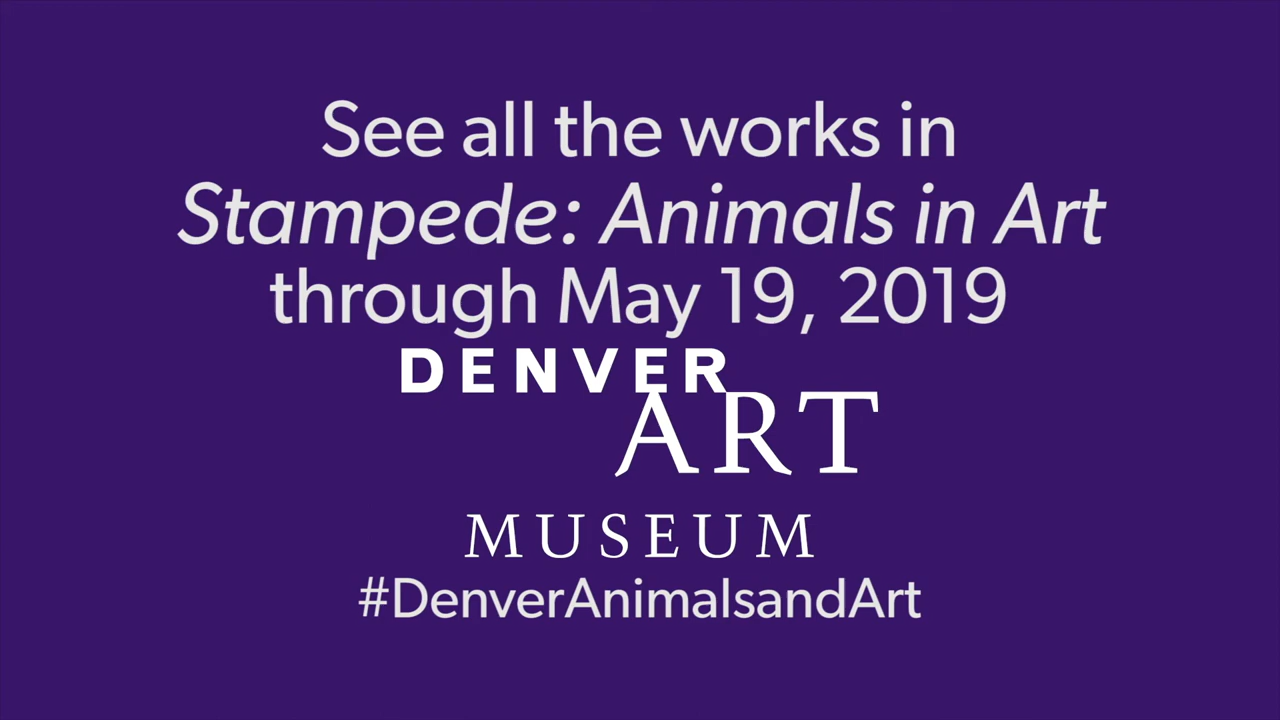 See all the works in
Stampede: Animals in Art
through May 19, 2019
DENVER
ART
MUSEUM
#DenverAnimalsandArt